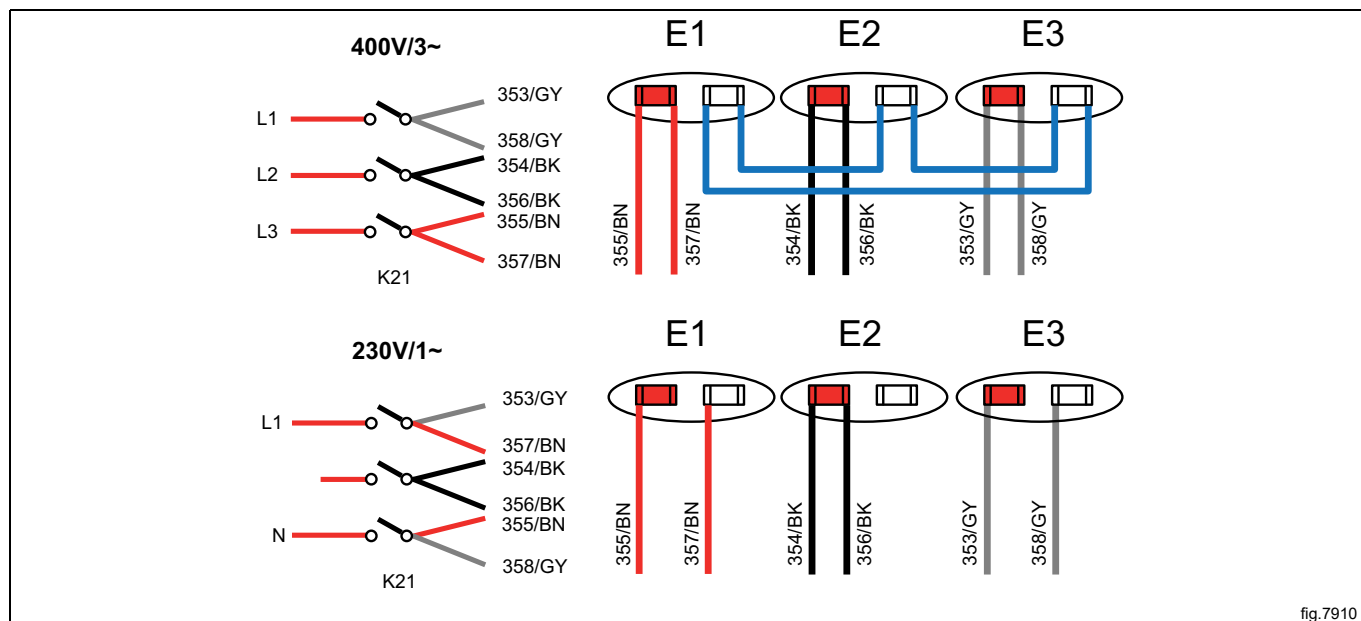 400V/3~
E1 E2 E3
L1
353/GY
358/GY
L2
354/BK
356/BK
L3
355/BN
357/BN
K21
355/BN
357/BN
354/BK
356/BK
353/GY
358/GY
230V/1~
E1 E2 E3
L1
353/GY
357/BN
354/BK
356/BK
N
355/BN
358/GY
K21
355/BN
357/BN
354/BK
356/BK
353/GY
358/GY
fig.7910